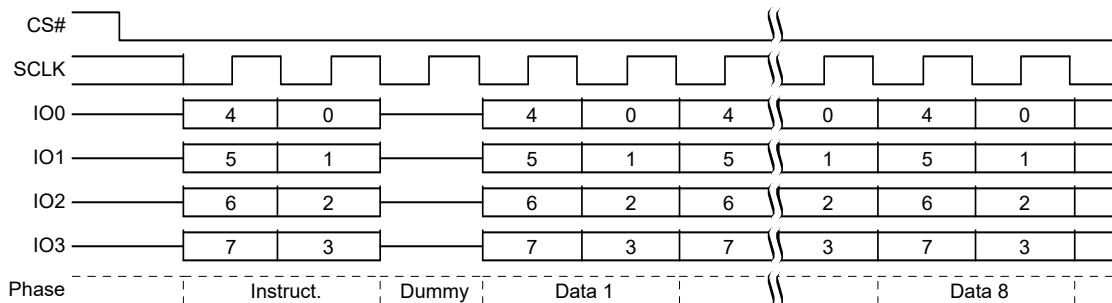 CS#
SCLK
IO0 4 0 4 0 4 0 4 0
IO1 5 1 5 1 5 1 5 1
IO2 6 2 6 2 6 2 6 2
IO3 7 3 7 3 7 3 7 3
Phase Instruct. Dummy Data 1 Data 8